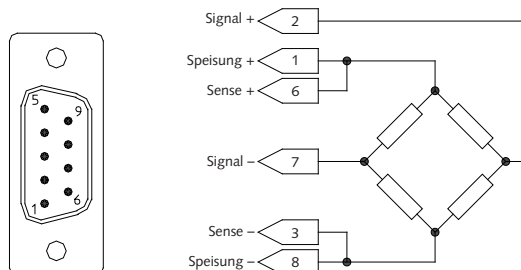 5
9
1
6
Signal + 2
Speisung + 1
Sense + 6
Signal − 7
Sense − 3
Speisung − 8